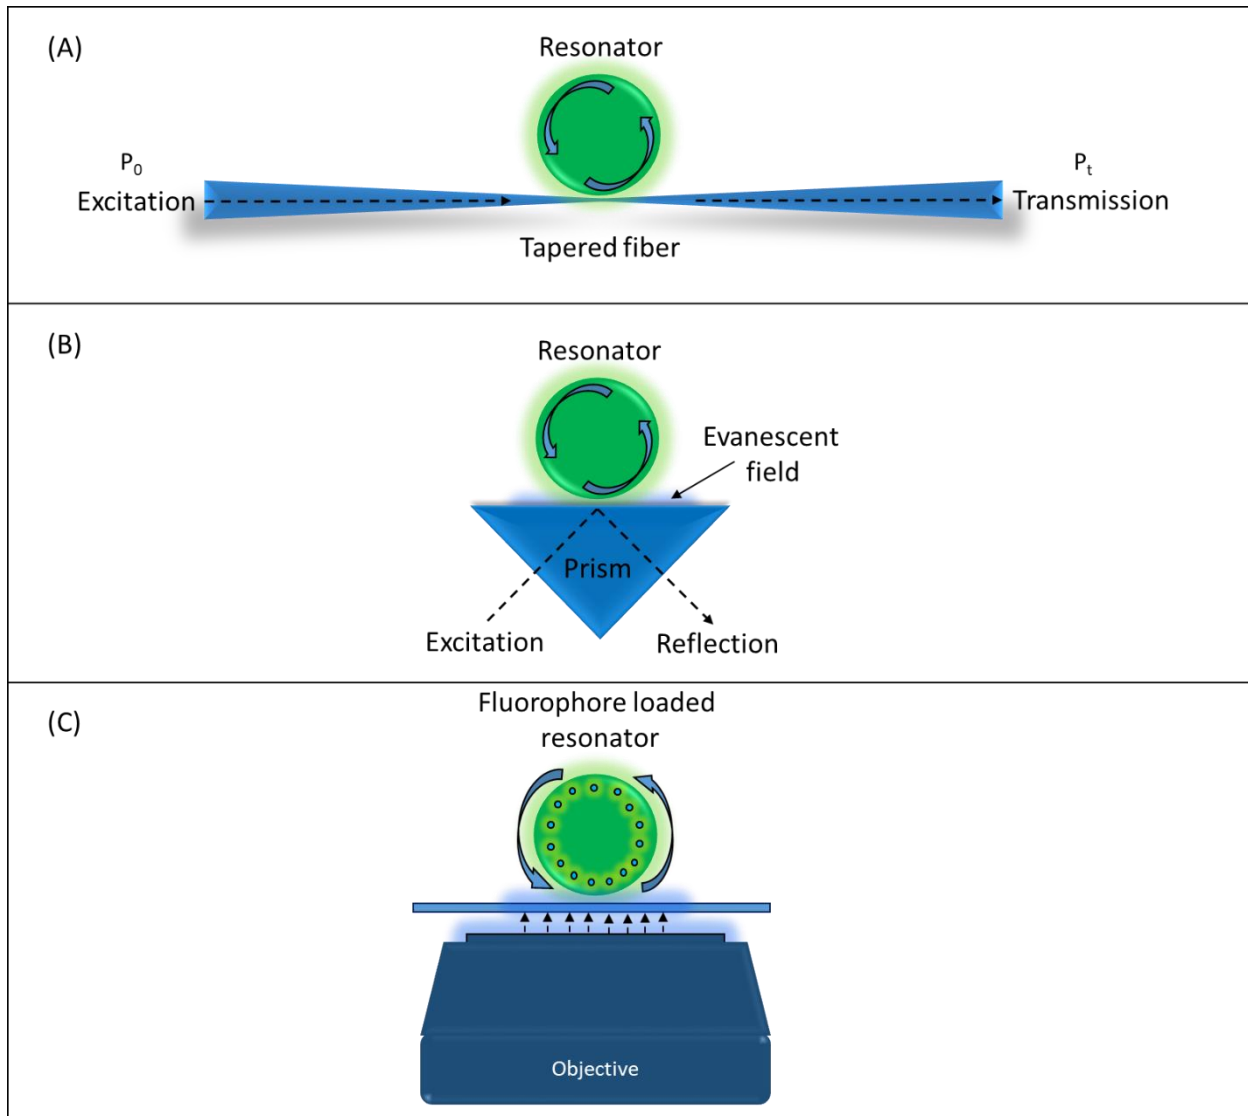 (A)
Resonator
P₀
Excitation
Pₜ
Transmission
Tapered fiber
(B)
Resonator
Evanescent
field
Prism
Excitation
Reflection
(C)
Fluorophore loaded
resonator
Objective